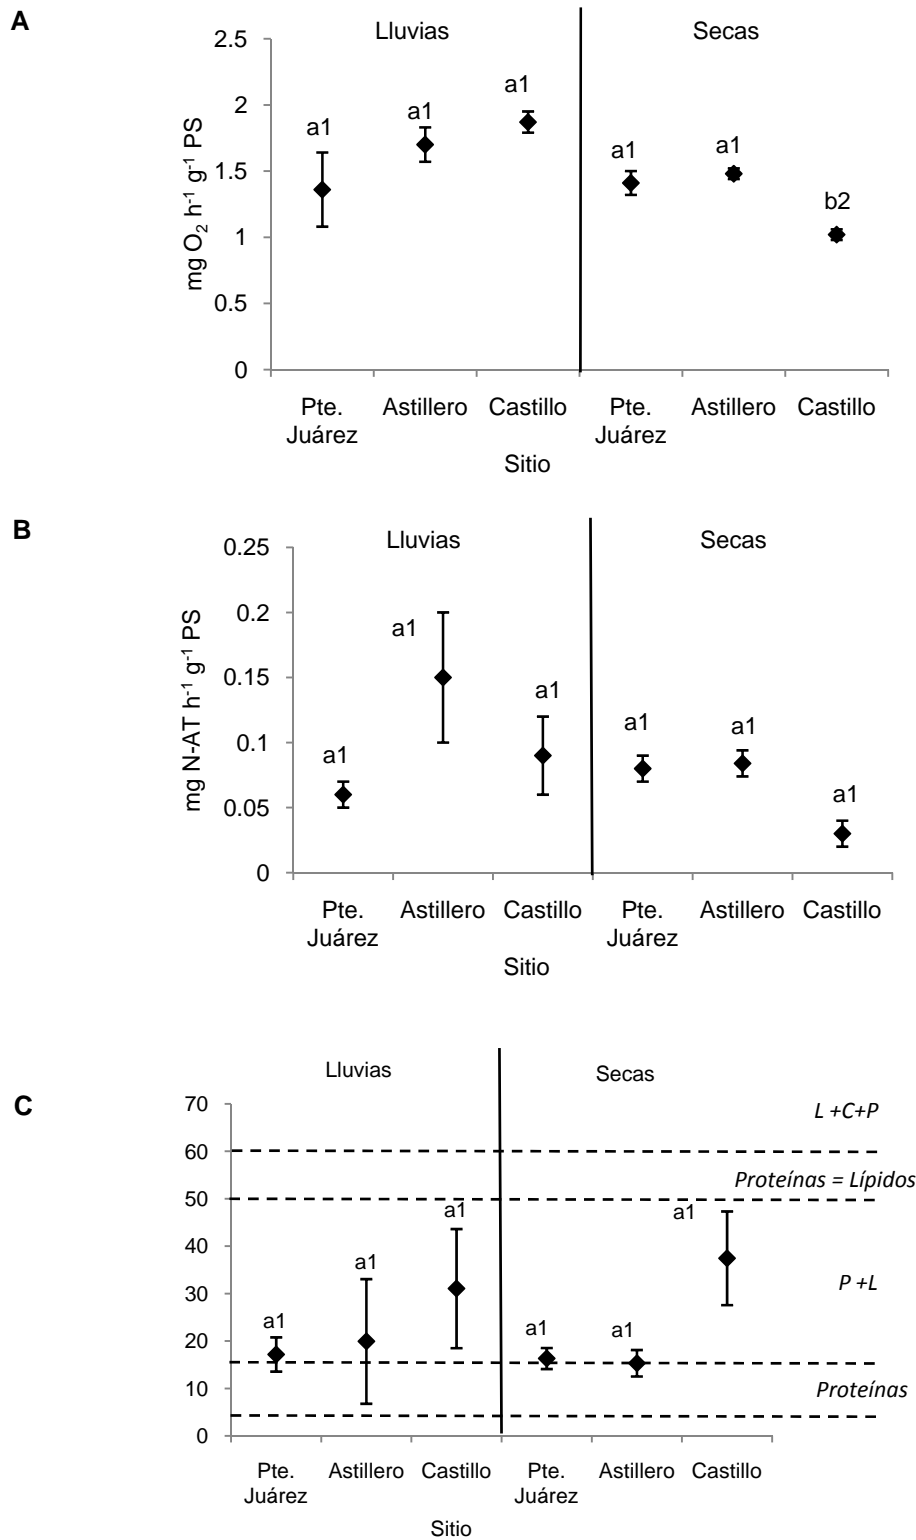 A
Lluvias
Secas
mg O2 h-1 g-1 PS
2.5
2
1.5
1
0.5
0
a1
a1
a1
a1
a1
b2
Pte. Juárez
Astillero
Castillo
Pte. Juárez
Astillero
Castillo
Sitio
B
Lluvias
Secas
mg N-AT h-1 g-1 PS
0.25
0.2
0.15
0.1
0.05
0
a1
a1
a1
a1
a1
a1
Pte. Juárez
Astillero
Castillo
Pte. Juárez
Astillero
Castillo
Sitio
C
Lluvias
Secas
70
60
50
40
30
20
10
0
L +C+P
Proteínas = Lípidos
P +L
Proteínas
a1
a1
a1
a1
a1
a1
Pte. Juárez
Astillero
Castillo
Pte. Juárez
Astillero
Castillo
Sitio